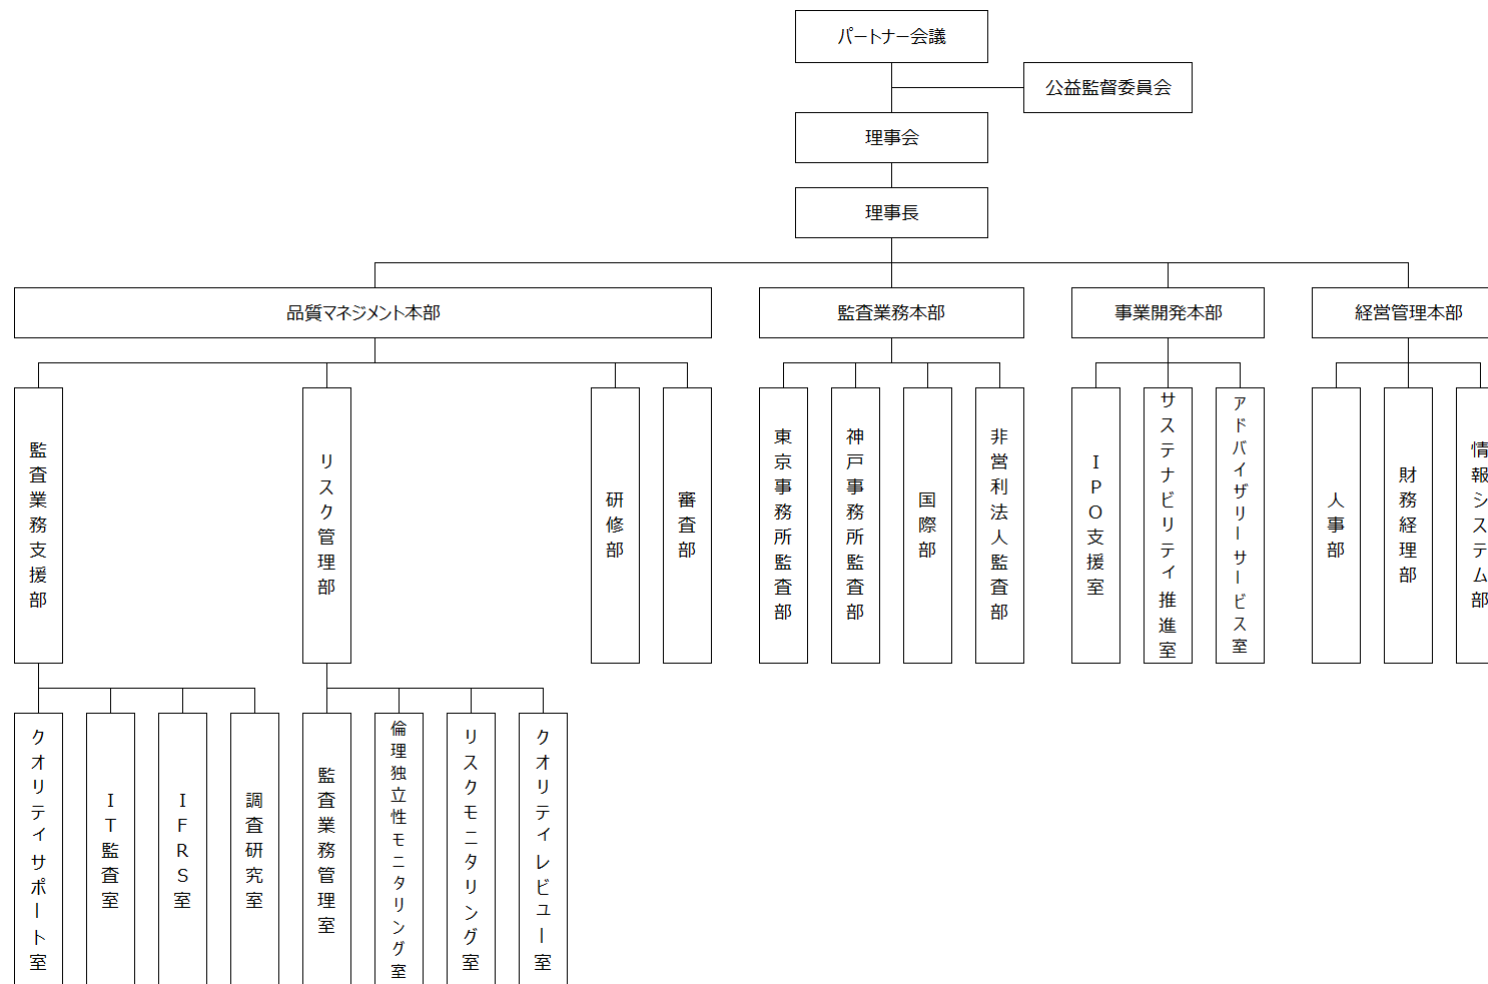 パートナー会議
公益監督委員会
理事会
理事長
品質マネジメント本部
監査業務本部
事業開発本部
経営管理本部
監査業務支援部
リスク管理部
研修部
審査部
東京事務所監査部
神戸事務所監査部
国際部
非営利法人監査部
IPO支援室
サステナビリティ推進室
アドバイザリーサービス室
人事部
財務経理部
情報システム部
クオリティサポート室
IT監査室
IFRS室
調査研究室
監査業務管理室
倫理独立性モニタリング室
リスクモニタリング室
クオリティレビュー室